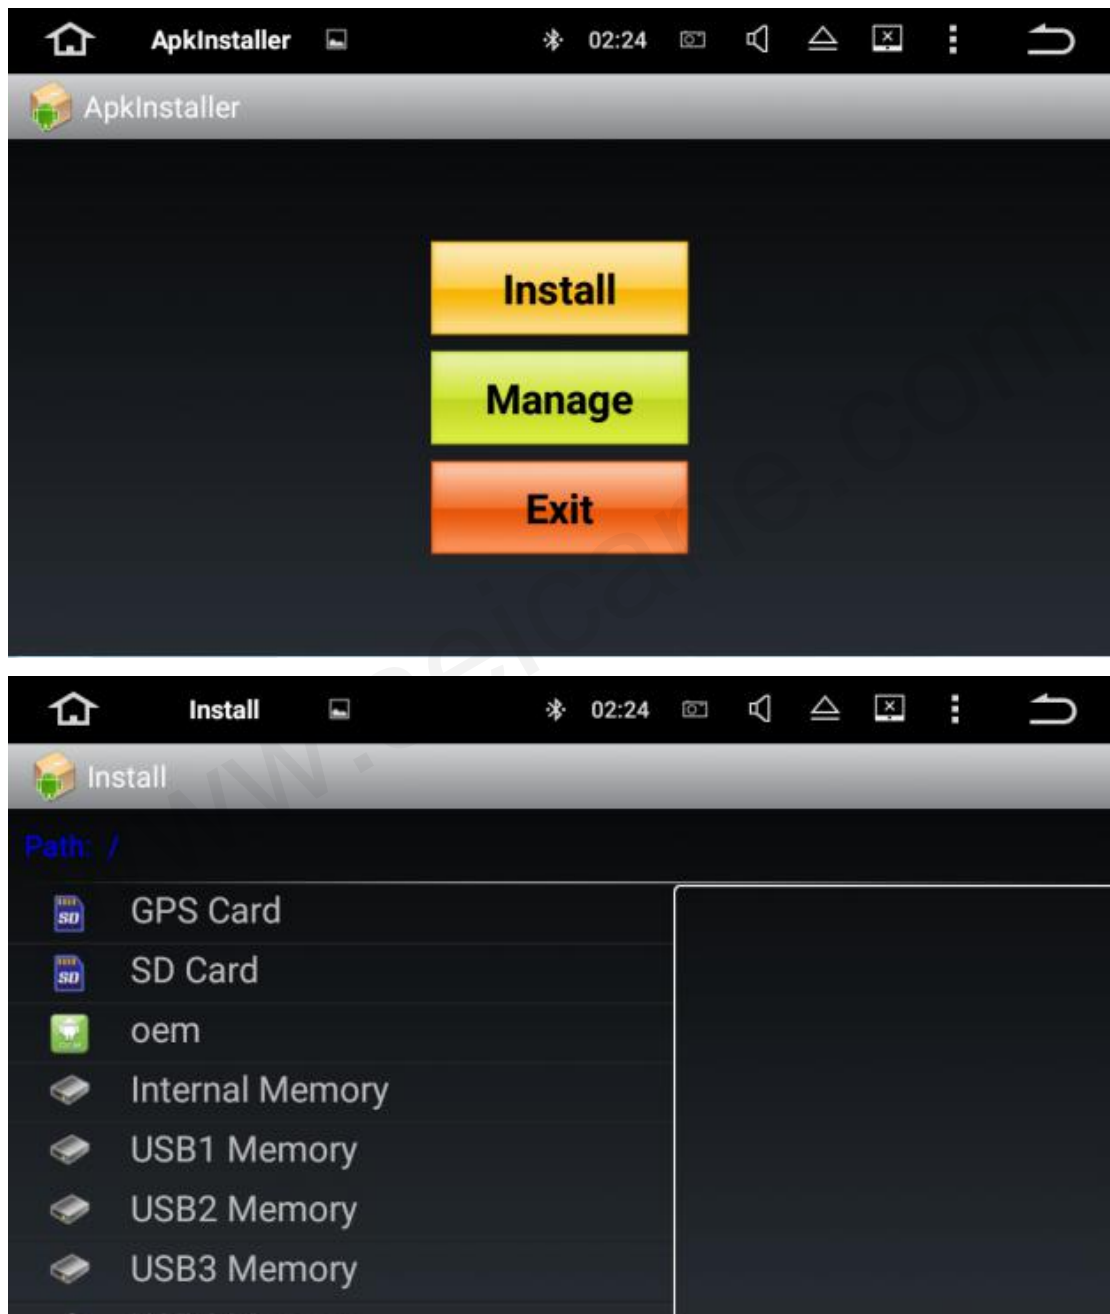 ApkInstaller 02:24
ApkInstaller
Install
Manage
Exit
Install 02:24
Install
Path: /
GPS Card
SD Card
oem
Internal Memory
USB1 Memory
USB2 Memory
USB3 Memory